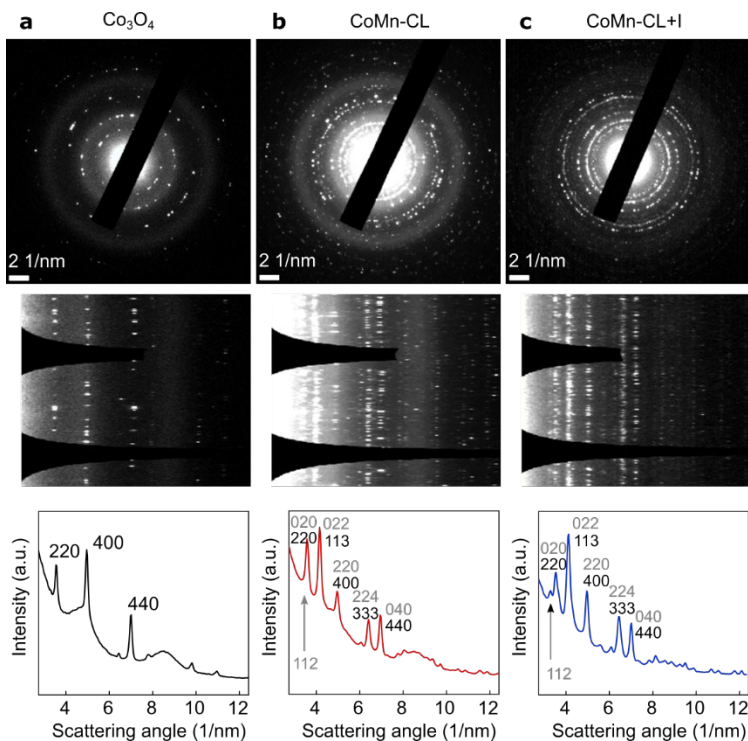 a Co₃O₄
b CoMn-CL
c CoMn-CL+I
2 1/nm
2 1/nm
2 1/nm
Intensity (a.u.)
220
400
440
4 6 8 10 12
Scattering angle (1/nm)
Intensity (a.u.)
020
220
022
113
220
400
224
333
040
440
112
4 6 8 10 12
Scattering angle (1/nm)
Intensity (a.u.)
022
113
020
220
220
400
224
333
040
440
112
4 6 8 10 12
Scattering angle (1/nm)